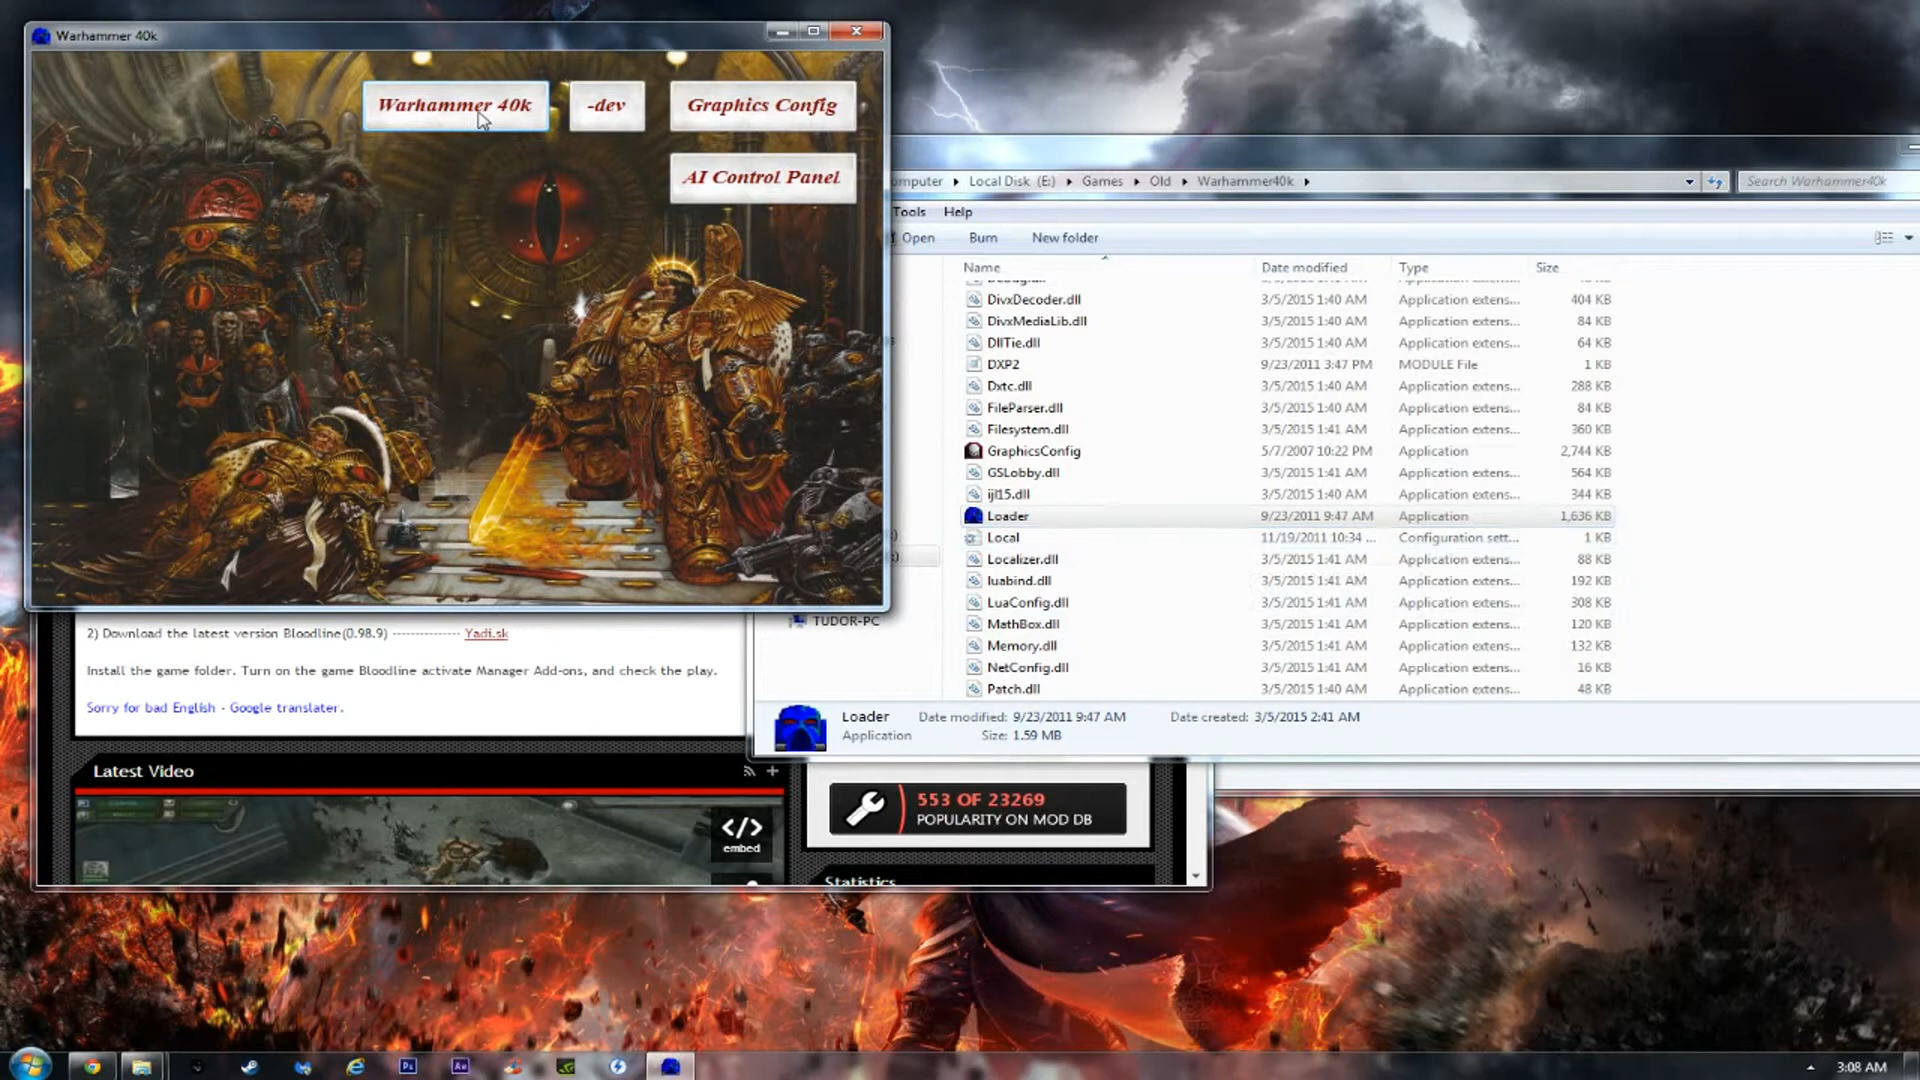 Warhammer 40k
Warhammer 40k
-dev
Graphics Config
AI Control Panel
Local Disk (E:)
Games
Old
Warhammer40k
Search Warhammer40k
Tools
Help
Open
Burn
New folder
Name
Date modified
Type
Size
DivxDecoder.dll 3/5/2015 1:40 AM Application extens... 404 KB
DivxMediaLib.dll 3/5/2015 1:40 AM Application extens... 84 KB
DllTie.dll 3/5/2015 1:40 AM Application extens... 64 KB
DXP2 9/23/2011 3:47 PM MODULE File 1 KB
Dxtc.dll 3/5/2015 1:40 AM Application extens... 288 KB
FileParser.dll 3/5/2015 1:40 AM Application extens... 84 KB
Filesystem.dll 3/5/2015 1:41 AM Application extens... 360 KB
GraphicsConfig 5/7/2007 10:22 PM Application 2,744 KB
GSLobby.dll 3/5/2015 1:41 AM Application extens... 564 KB
ijl15.dll 3/5/2015 1:40 AM Application extens... 344 KB
Loader 9/23/2011 9:47 AM Application 1,636 KB
Local 11/19/2011 10:34 ... Configuration sett... 1 KB
Localizer.dll 3/5/2015 1:41 AM Application extens... 88 KB
luabind.dll 3/5/2015 1:41 AM Application extens... 192 KB
LuaConfig.dll 3/5/2015 1:41 AM Application extens... 308 KB
MathBox.dll 3/5/2015 1:41 AM Application extens... 120 KB
Memory.dll 3/5/2015 1:41 AM Application extens... 132 KB
NetConfig.dll 3/5/2015 1:41 AM Application extens... 16 KB
Patch.dll 3/5/2015 1:40 AM Application extens... 48 KB
TUDOR-PC
Loader Date modified: 9/23/2011 9:47 AM Date created: 3/5/2015 2:41 AM
Application Size: 1.59 MB
2) Download the latest version Bloodline(0.98.9) -------------- Yadi.sk
Install the game folder. Turn on the game Bloodline activate Manager Add-ons, and check the play.
Sorry for bad English - Google translater.
Latest Video
</>
embed
553 OF 23269
POPULARITY ON MOD DB
Statistics
Ps
Ae
3:08 AM